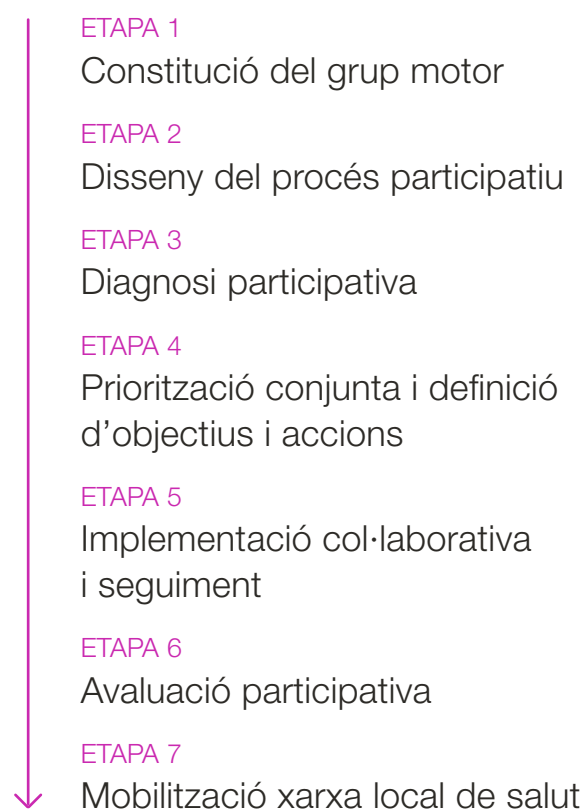 ETAPA 1
Constitució del grup motor
ETAPA 2
Disseny del procés participatiu
ETAPA 3
Diagnosi participativa
ETAPA 4
Priorització conjunta i definició
d’objectius i accions
ETAPA 5
Implementació col·laborativa
i seguiment
ETAPA 6
Avaluació participativa
ETAPA 7
Mobilització xarxa local de salut